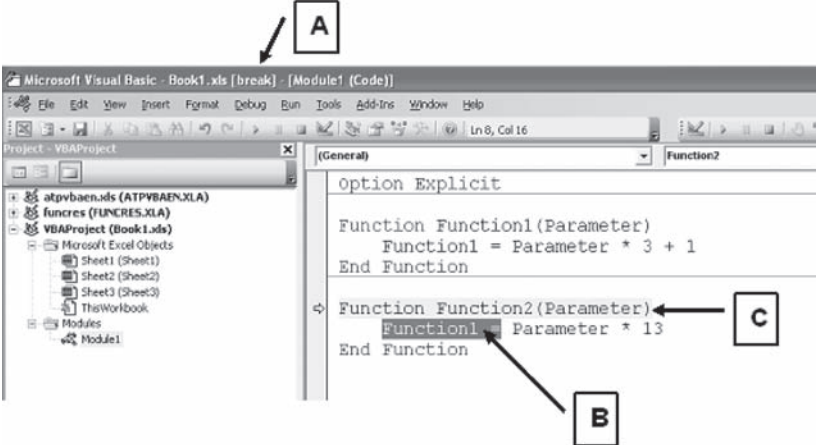 A
Microsoft Visual Basic - Book1.xls [break] - [Module1 (Code)]
File Edit View Insert Format Debug Run Tools Add-Ins Window Help
Ln 8, Col 16
Project - VBAProject
(General)
Function2
atpvbaen.xls (ATPVBAEN.XLA)
funcres (FUNCRES.XLA)
VBAProject (Book1.xls)
Microsoft Excel Objects
Sheet1 (Sheet1)
Sheet2 (Sheet2)
Sheet3 (Sheet3)
ThisWorkbook
Modules
Module1
Option Explicit
Function Function1(Parameter)
Function1 = Parameter * 3 + 1
End Function
Function Function2(Parameter)
Function1 = Parameter * 13
End Function
C
B